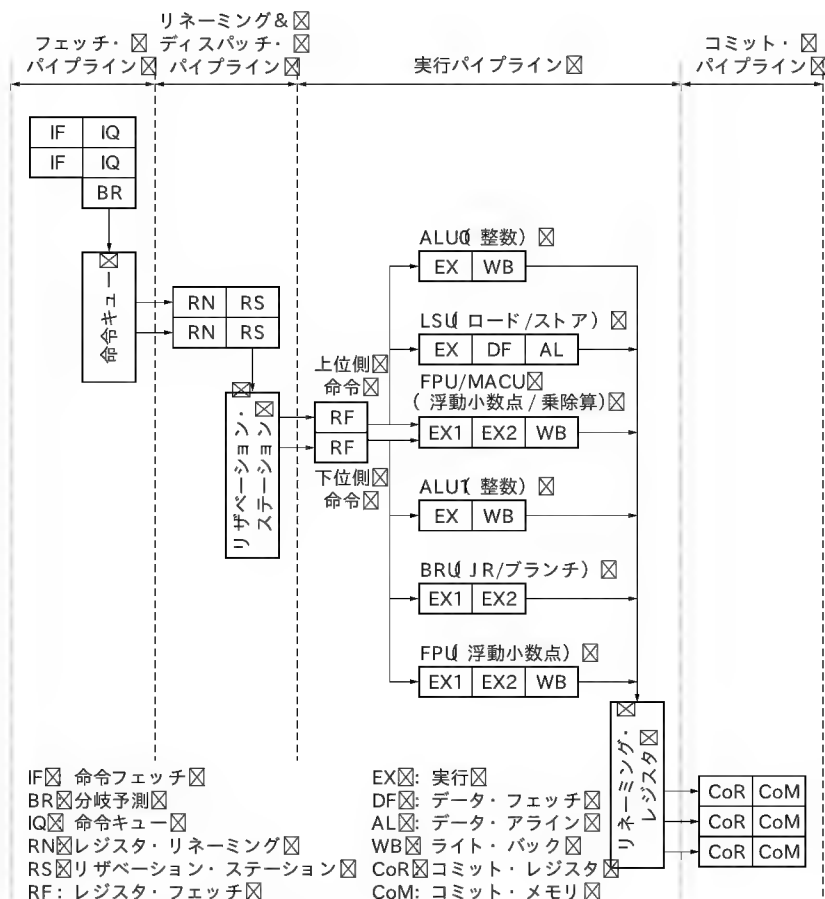 フェッチ・
パイプライン
リネーミング&
ディスパッチ・
パイプライン
実行パイプライン
コミット・
パイプライン
IF IQ
IF IQ
BR
命令キュー
RN RS
RN RS
リザベーション・
ステーション
上位側
命令
RF
RF
下位側
命令
ALU0(整数)
EX WB
LSU(ロード/ストア)
EX DF AL
FPU/MACU
(浮動小数点/乗除算)
EX1 EX2 WB
ALU1(整数)
EX WB
BRU(JR/ブランチ)
EX1 EX2
FPU(浮動小数点)
EX1 EX2 WB
リネーミング・
レジスタ
CoR CoM
CoR CoM
CoR CoM
IF: 命令フェッチ
BR: 分岐予測
IQ: 命令キュー
RN: レジスタ・リネーミング
RS: リザベーション・ステーション
RF: レジスタ・フェッチ
EX: 実行
DF: データ・フェッチ
AL: データ・アライン
WB: ライト・バック
CoR: コミット・レジスタ
CoM: コミット・メモリ